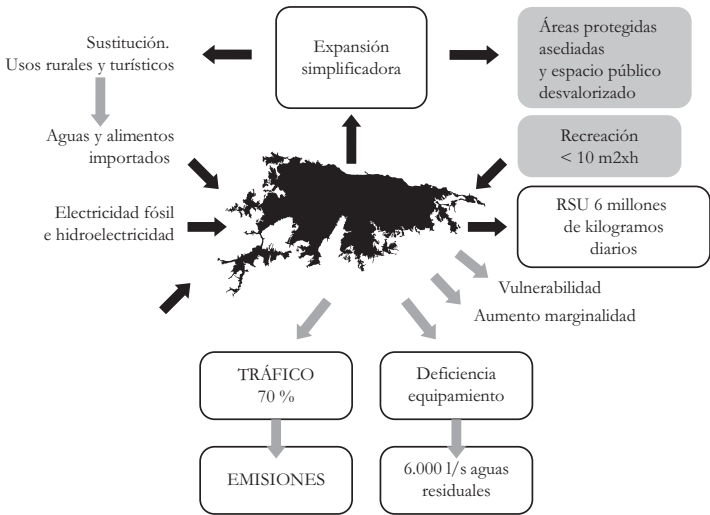 Sustitución.
Usos rurales y turísticos
Expansión
simplificadora
Áreas protegidas
asediadas
y espacio público
desvalorizado
Aguas y alimentos
importados
Recreación
< 10 m2xh
Electricidad fósil
e hidroelectricidad
RSU 6 millones
de kilogramos
diarios
Vulnerabilidad
Aumento marginalidad
TRÁFICO
70 %
Deficiencia
equipamiento
EMISIONES
6.000 l/s aguas
residuales